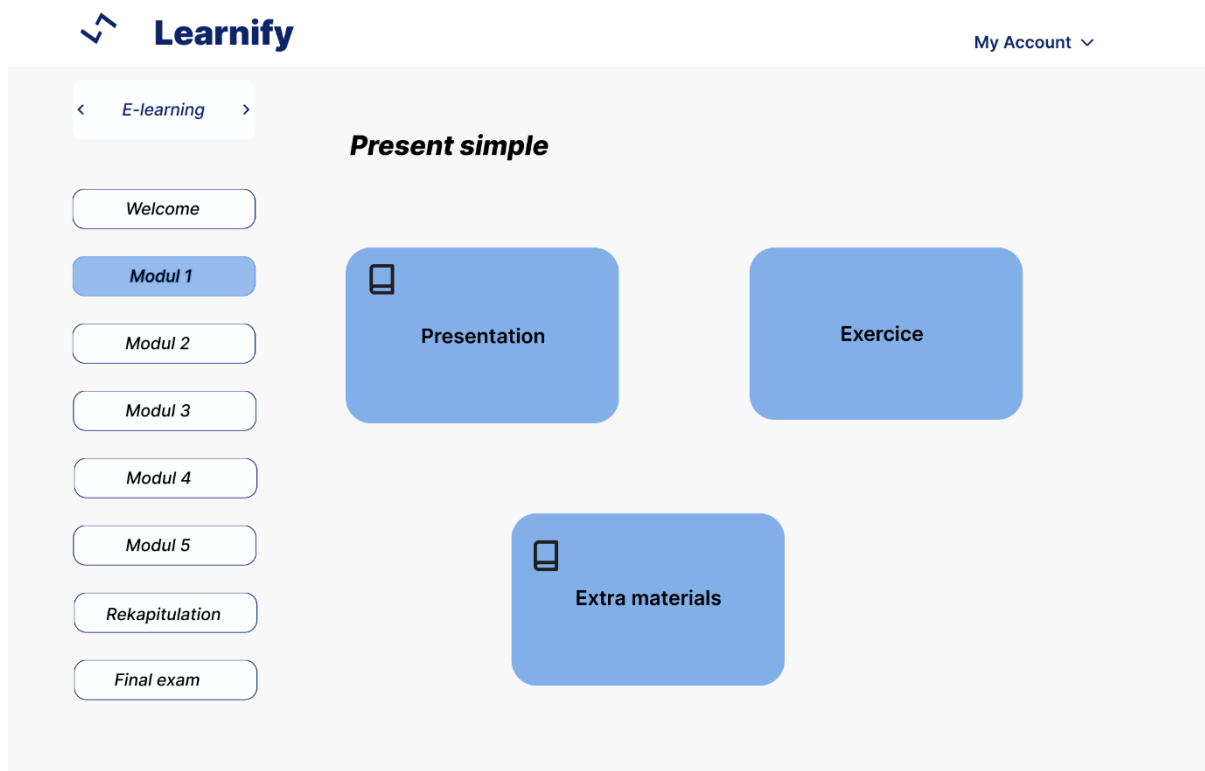 Learnify
My Account
E-learning
Present simple
Welcome
Modul 1
Modul 2
Modul 3
Modul 4
Modul 5
Rekapitulation
Final exam
Presentation
Exercice
Extra materials